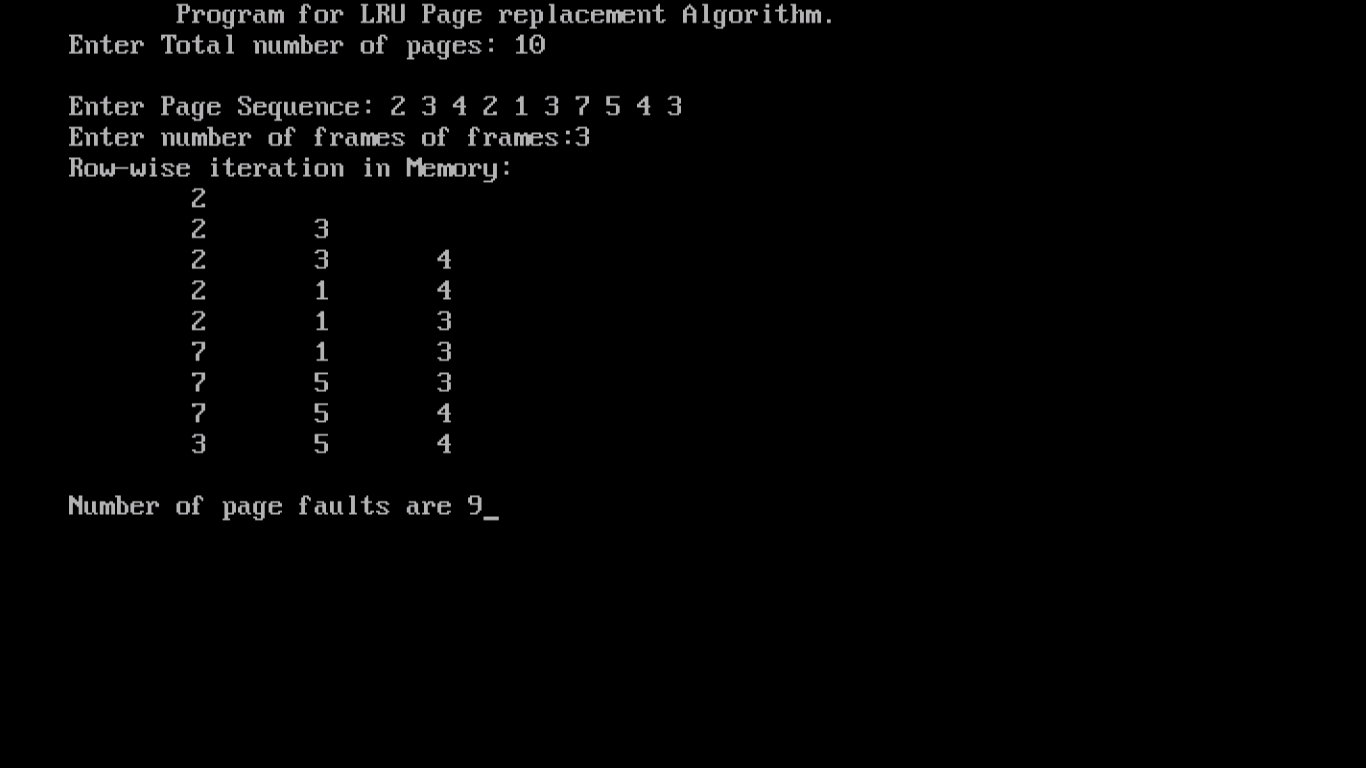 Program for LRU Page replacement Algorithm.
Enter Total number of pages: 10
Enter Page Sequence: 2 3 4 2 1 3 7 5 4 3
Enter number of frames of frames:3
Row-wise iteration in Memory:
2
2 3
2 3 4
2 1 4
2 1 3
7 1 3
7 5 3
7 5 4
3 5 4
Number of page faults are 9_